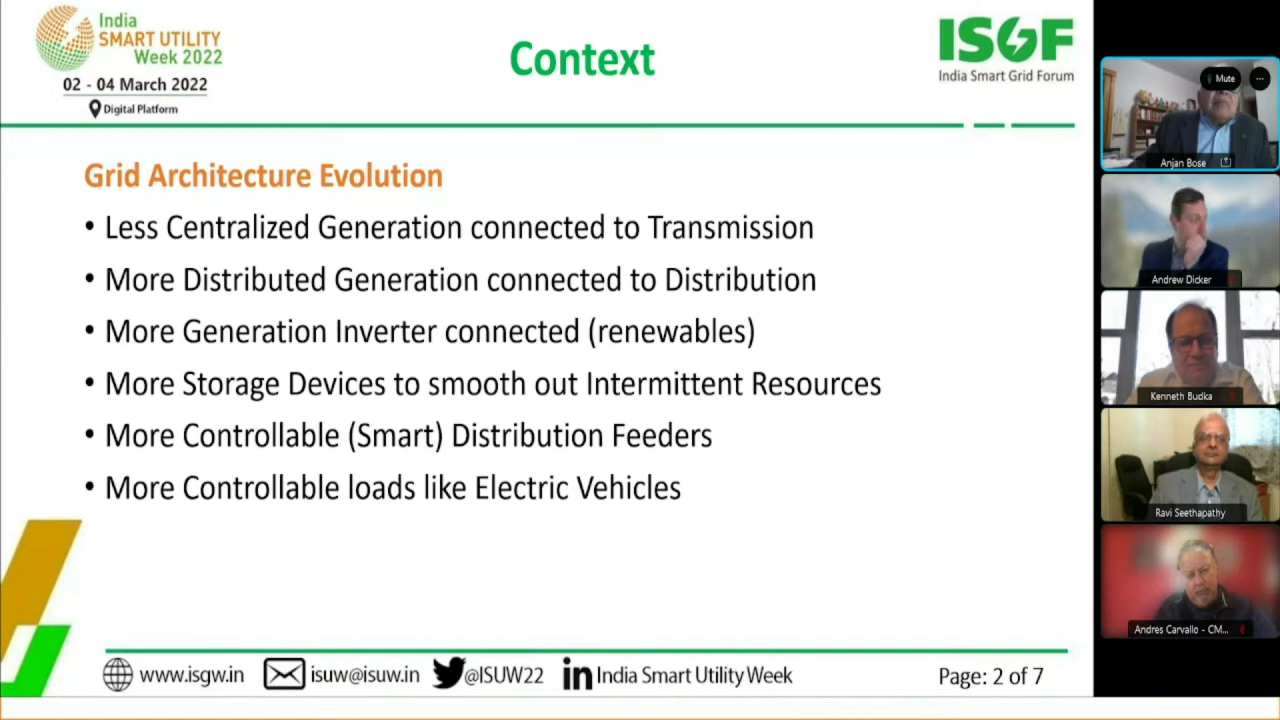 India
SMART UTILITY
Week 2022
02 - 04 March 2022
Digital Platform
Context
ISGF
India Smart Grid Forum
Grid Architecture Evolution
• Less Centralized Generation connected to Transmission
• More Distributed Generation connected to Distribution
• More Generation Inverter connected (renewables)
• More Storage Devices to smooth out Intermittent Resources
• More Controllable (Smart) Distribution Feeders
• More Controllable loads like Electric Vehicles
www.isgw.in isuw@isuw.in @ISUW22 in India Smart Utility Week Page: 2 of 7
Mute
Anjan Bose
Andrew Dicker
Kenneth Budka
Ravi Seethapathy
Andres Carvallo - CM...